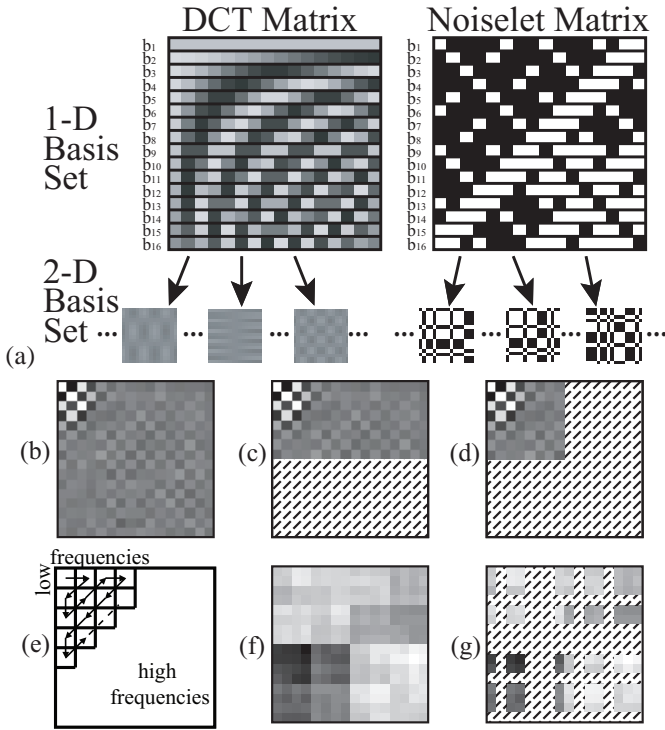 DCT Matrix Noiselet Matrix
1-D
Basis
Set
b1 b1
b2 b2
b3 b3
b4 b4
b5 b5
b6 b6
b7 b7
b8 b8
b9 b9
b10 b10
b11 b11
b12 b12
b13 b13
b14 b14
b15 b15
b16 b16
2-D
Basis
Set
... ... ... ... ... ... ... ...
(a)
(b) (c) (d)
frequencies
low
(e) (f) (g)
high
frequencies